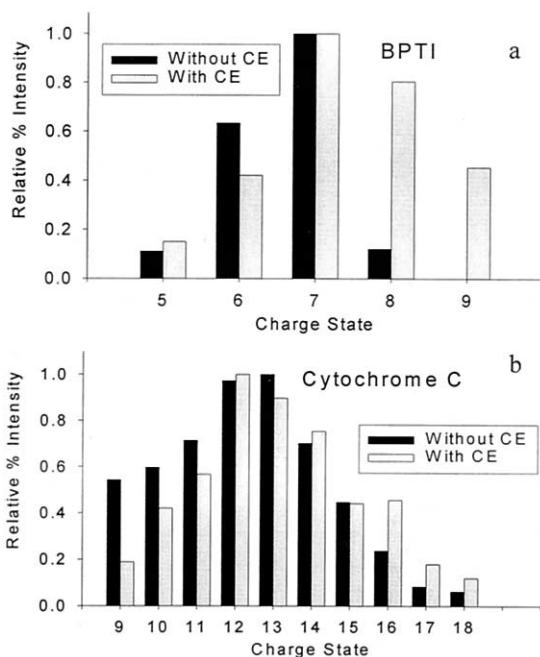 a
BPTI
Without CE
With CE
Relative % Intensity
1.0
0.8
0.6
0.4
0.2
0.0
5 6 7 8 9
Charge State
b
Cytochrome C
Without CE
With CE
Relative % Intensity
1.0
0.8
0.6
0.4
0.2
0.0
9 10 11 12 13 14 15 16 17 18
Charge State